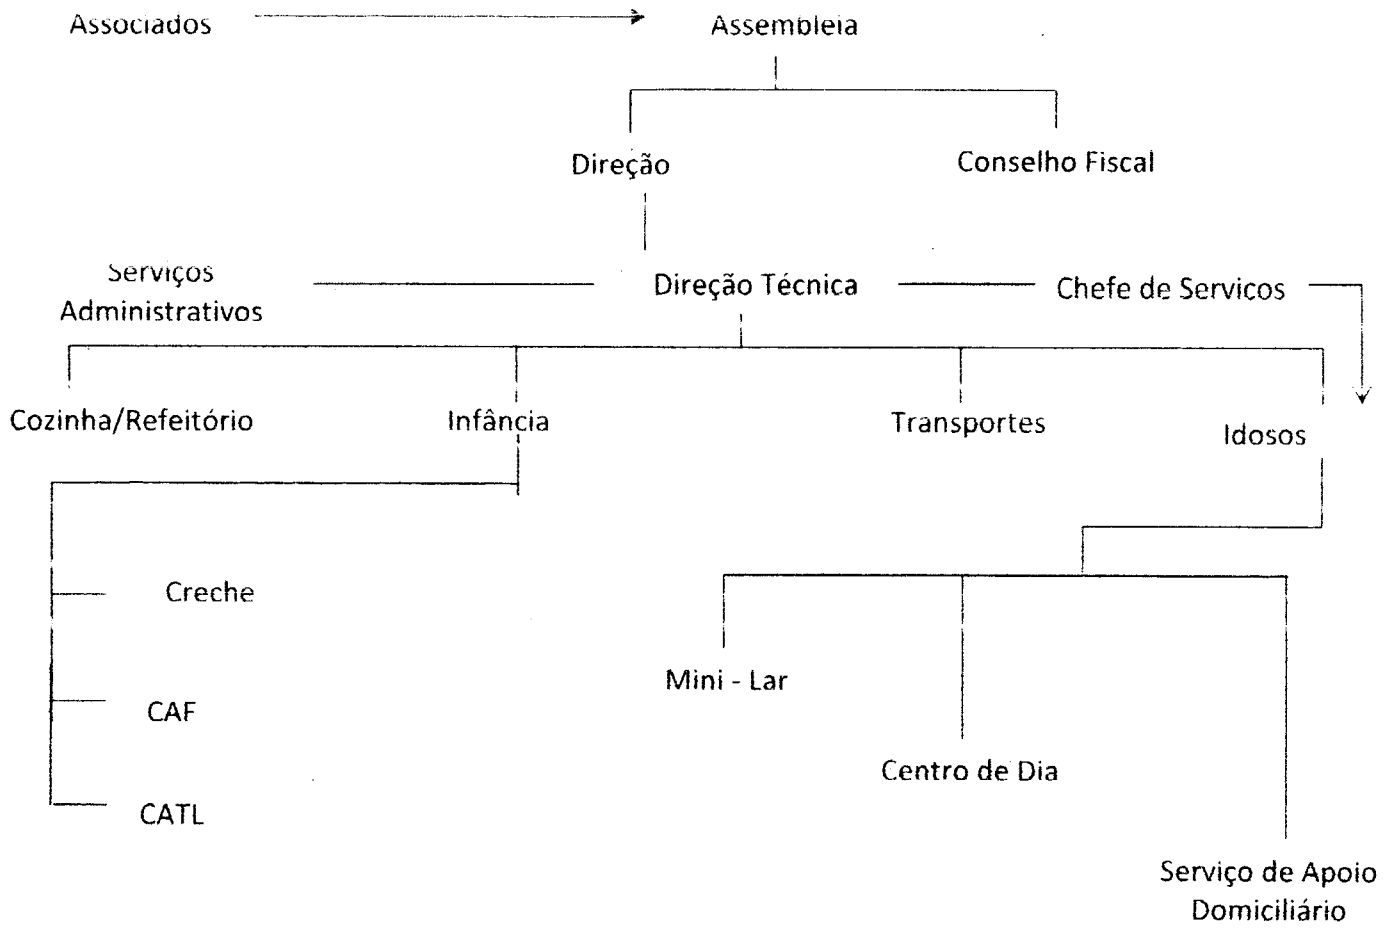 Associados
Assembleia
Direção
Conselho Fiscal
Serviços
Administrativos
Direção Técnica
Chefe de Serviços
Cozinha/Refeitório
Infância
Transportes
Idosos
Creche
CAF
CATL
Mini - Lar
Centro de Dia
Serviço de Apoio
Domiciliário